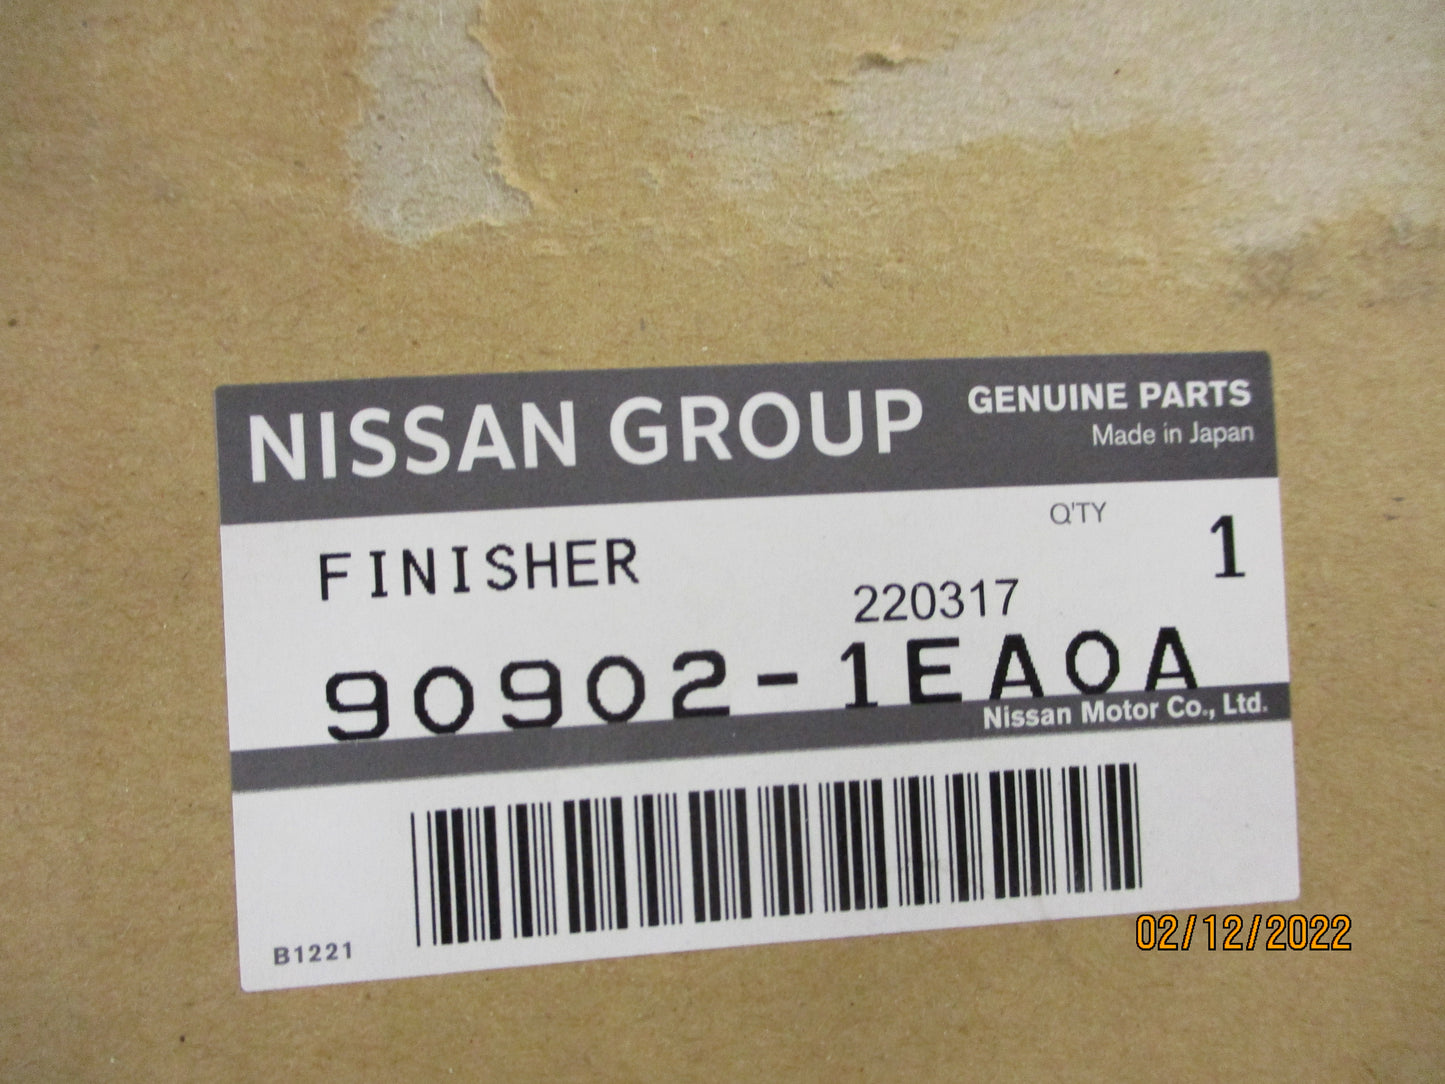 NISSAN GROUP
GENUINE PARTS
Made in Japan
Q'TY
1
FINISHER
220317
90902-1EA0A
Nissan Motor Co., Ltd.
B1221
02/12/2022